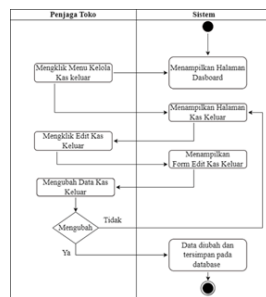 Penjaga Toko
Sistem
Mengklik Menu Kelola
Kas keluar
Menampilkan Halaman
Dasboard
Menampilkan Halaman
Kas Keluar
Mengklik Edit Kas
Keluar
Menampilkan
Form Edit Kas Keluar
Mengubah Data Kas
Keluar
Mengubah
Tidak
Ya
Data diubah dan
tersimpan pada
database